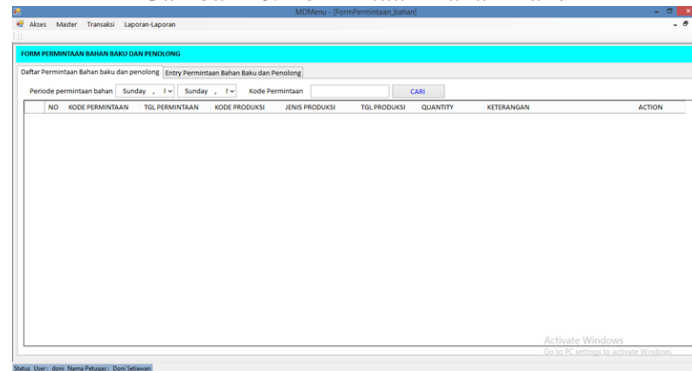 MDMenu - [FormPermintaan_bahan]
Akses Master Transaksi Laporan-Laporan
FORM PERMINTAAN BAHAN BAKU DAN PENOLONG
Daftar Permintaan Bahan baku dan penolong Entry Permintaan Bahan Baku dan Penolong
Periode permintaan bahan Sunday , Sunday , Kode Permintaan CARI
NO KODE PERMINTAAN TGL PERMINTAAN KODE PRODUKSI JENIS PRODUKSI TGL PRODUKSI QUANTITY KETERANGAN ACTION
Activate Windows
Go to PC settings to activate Windows.
Status User : doni Nama Petugas : Doni Setiawan